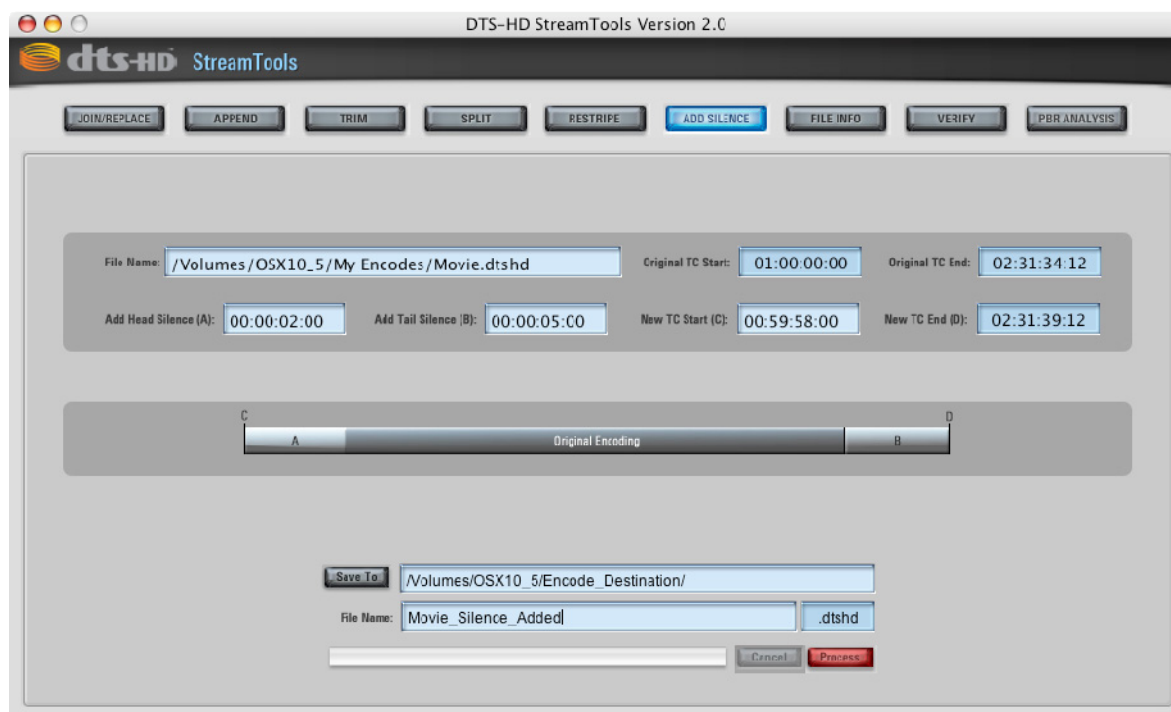 DTS-HD StreamTools Version 2.0
dts-HD StreamTools
JOIN/REPLACE APPEND TRIM SPLIT RESTRIPE ADD SILENCE FILE INFO VERIFY PBR ANALYSIS
File Name: /Volumes/OSX10_5/My Encodes/Movie.dtshd Original TC Start: 01:00:00:00 Original TC End: 02:31:34:12
Add Head Silence (A): 00:00:02:00 Add Tail Silence (B): 00:00:05:00 New TC Start (C): 00:59:58:00 New TC End (D): 02:31:39:12
C D
A Original Encoding B
Save To /Volumes/OSX10_5/Encode_Destination/
File Name: Movie_Silence_Added .dtshd
Cancel Process